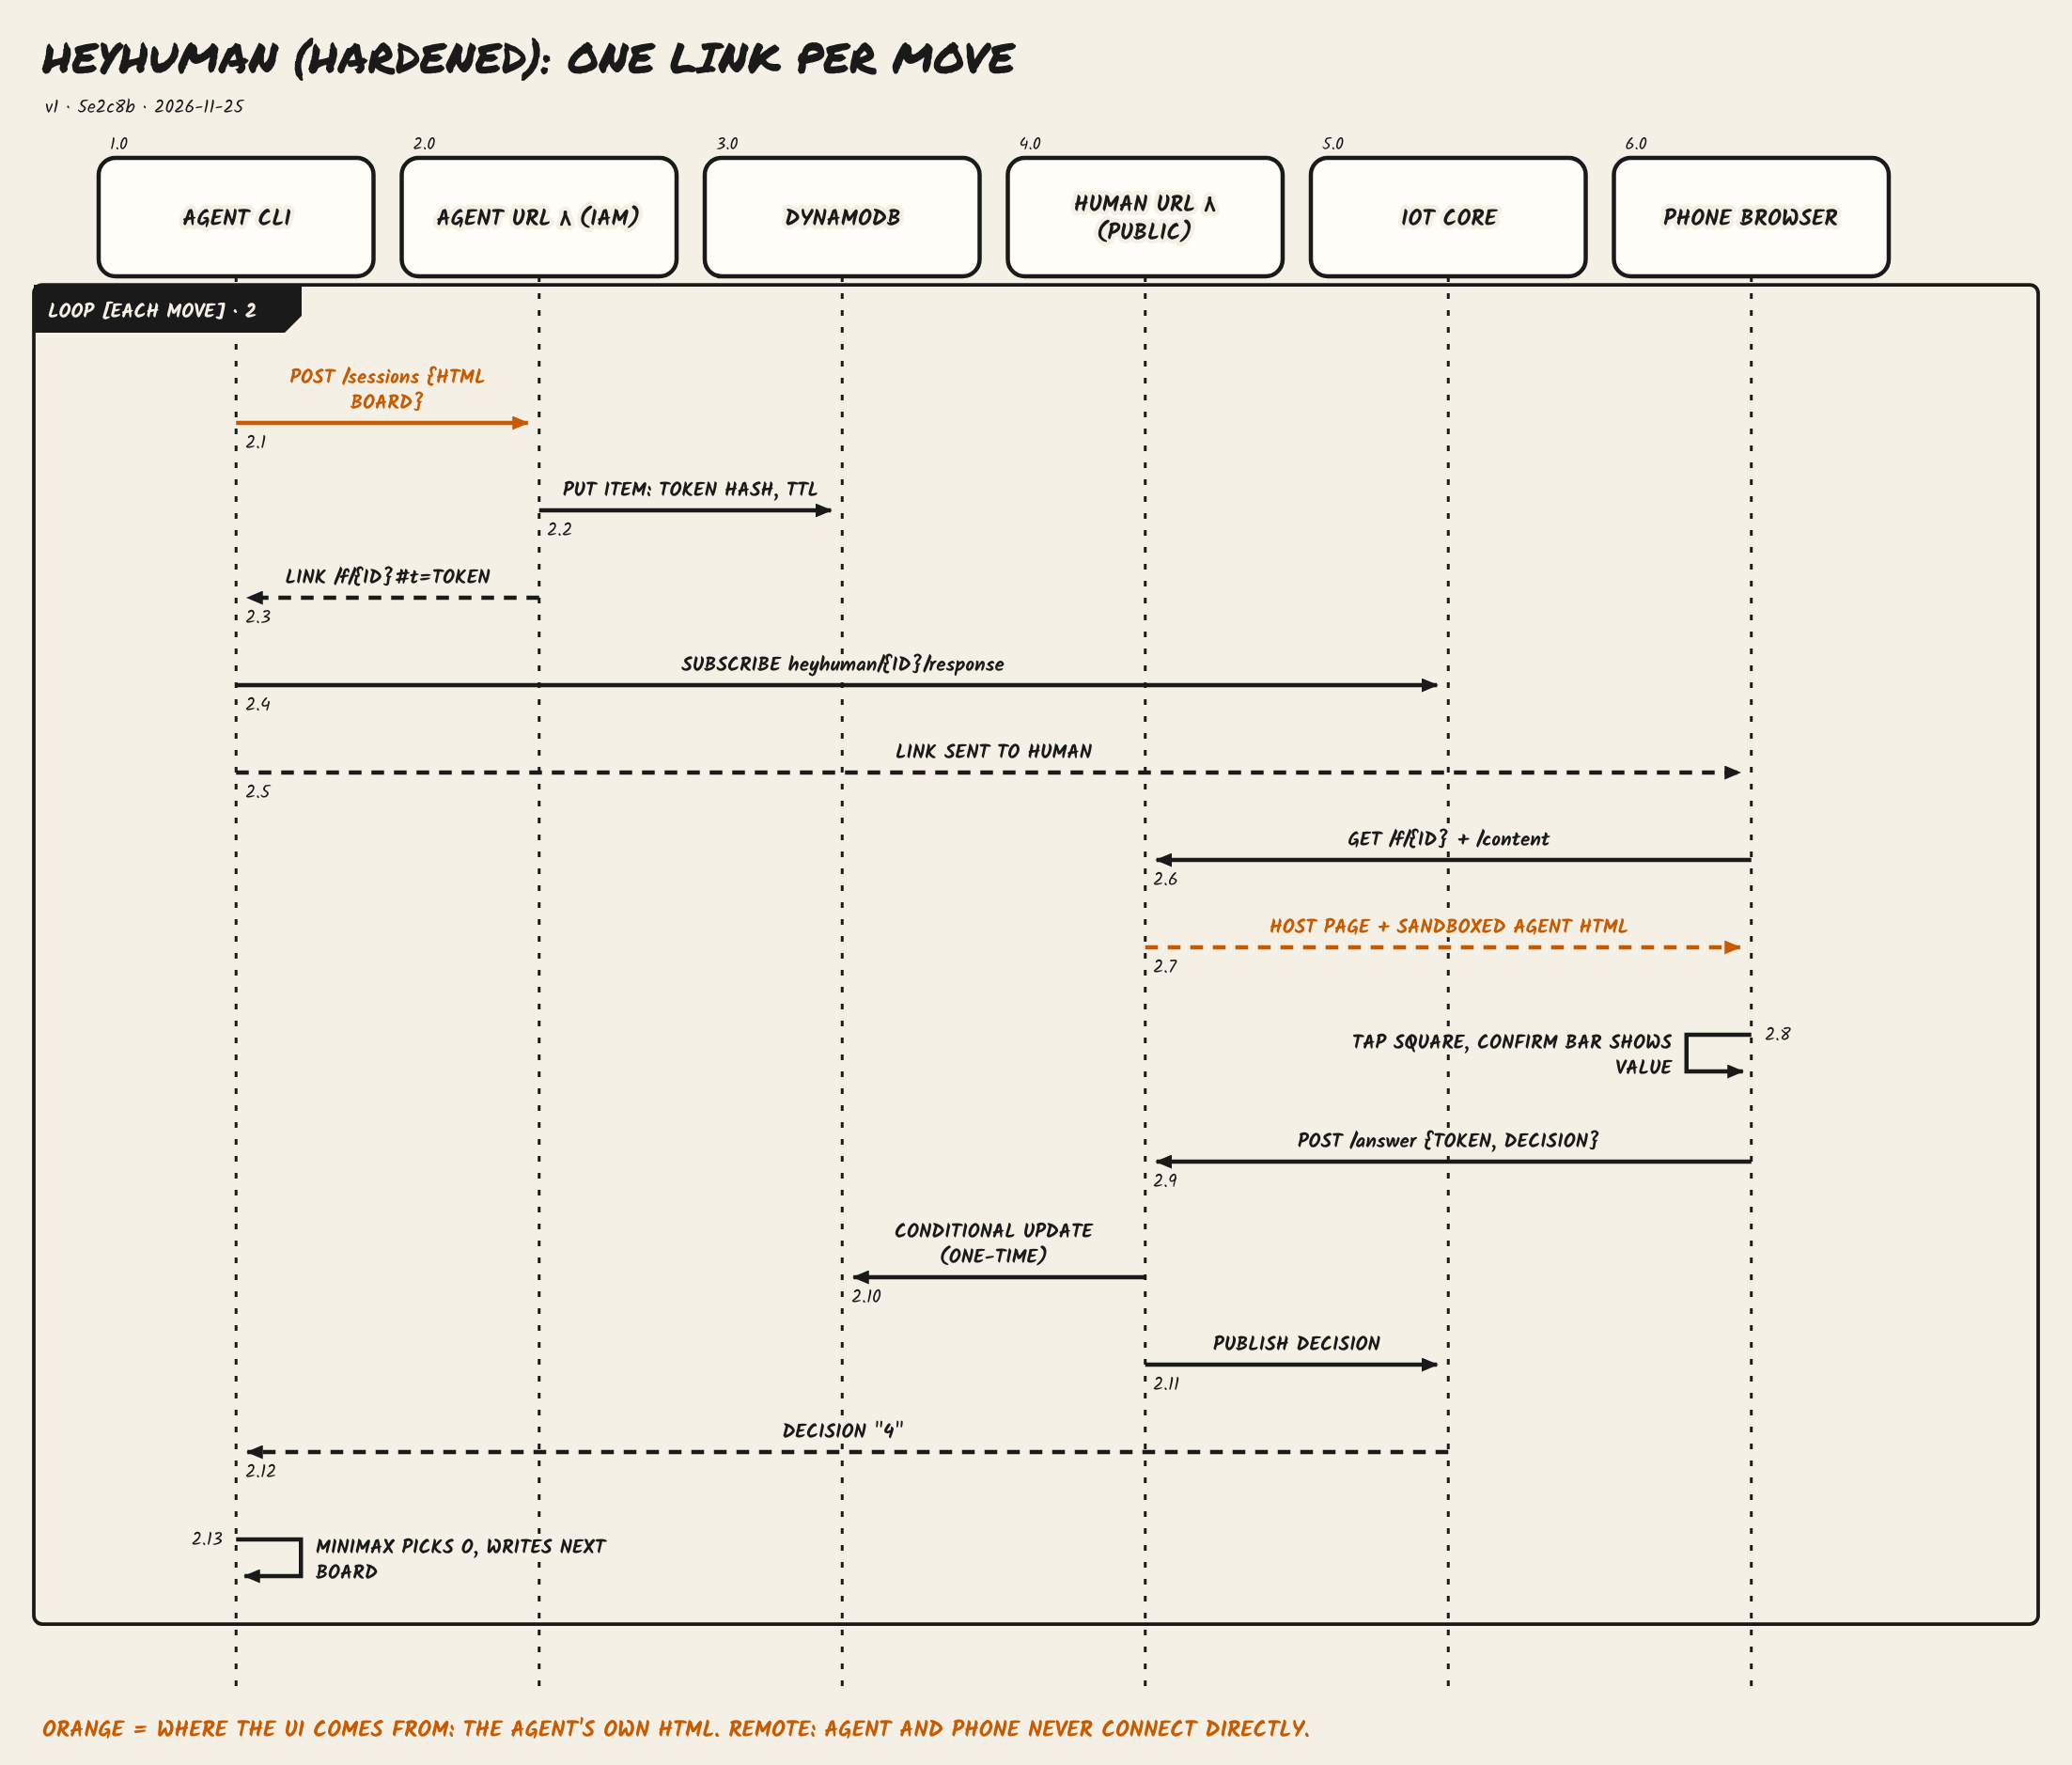 HEYHUMAN (HARDENED): ONE LINK PER MOVE
v1 · 5e2c8b · 2026-11-25
1.0
2.0
3.0
4.0
5.0
6.0
AGENT CLI
AGENT URL λ (IAM)
DYNAMODB
HUMAN URL λ
(PUBLIC)
IOT CORE
PHONE BROWSER
LOOP [EACH MOVE] · 2
POST /sessions {HTML
BOARD}
2.1
PUT ITEM: TOKEN HASH, TTL
2.2
LINK /f/{ID}#t=TOKEN
2.3
SUBSCRIBE heyhuman/{ID}/response
2.4
LINK SENT TO HUMAN
2.5
GET /f/{ID} + /content
2.6
HOST PAGE + SANDBOXED AGENT HTML
2.7
TAP SQUARE, CONFIRM BAR SHOWS
VALUE
2.8
POST /answer {TOKEN, DECISION}
2.9
CONDITIONAL UPDATE
(ONE-TIME)
2.10
PUBLISH DECISION
2.11
DECISION "4"
2.12
2.13
MINIMAX PICKS O, WRITES NEXT
BOARD
ORANGE = WHERE THE UI COMES FROM: THE AGENT'S OWN HTML. REMOTE: AGENT AND PHONE NEVER CONNECT DIRECTLY.